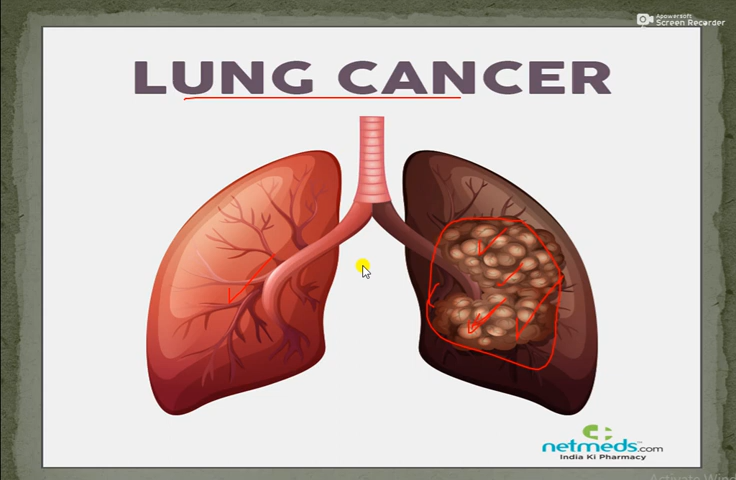 Apowersoft
Screen Recorder
LUNG CANCER
netmeds.com
India Ki Pharmacy